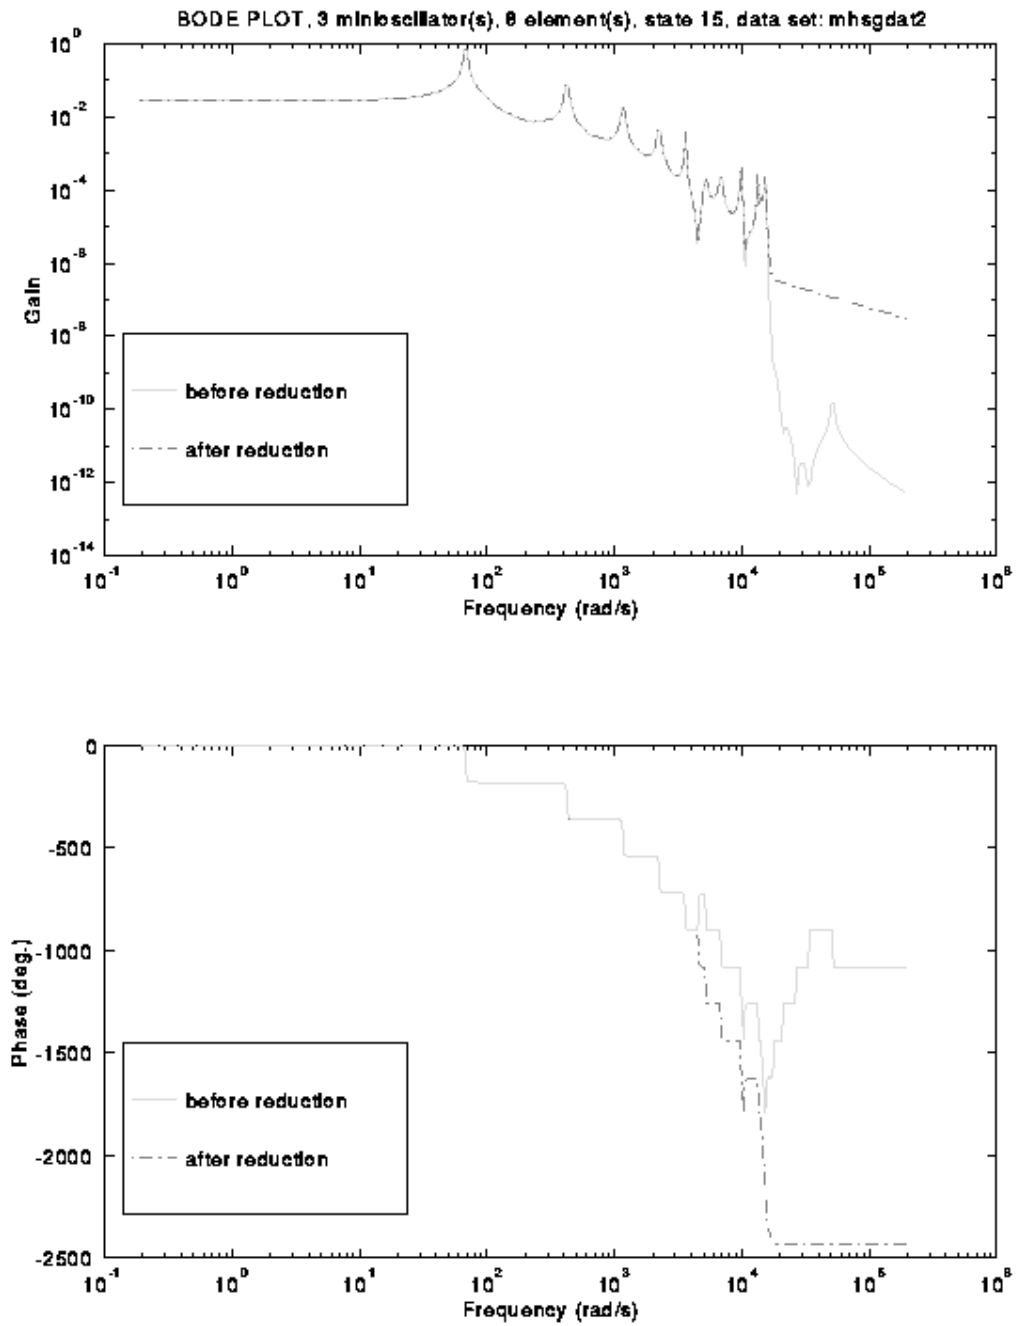 BODE PLOT, 3 minioscillator(s), 8 element(s), state 15, data set: mhsgdat2
10^0
10^-2
10^-4
10^-6
10^-8
10^-10
10^-12
10^-14
Gain
before reduction
after reduction
10^-1 10^0 10^1 10^2 10^3 10^4 10^5 10^6
Frequency (rad/s)
0
-500
-1000
-1500
-2000
-2500
Phase (deg.)
before reduction
after reduction
10^-1 10^0 10^1 10^2 10^3 10^4 10^5 10^6
Frequency (rad/s)